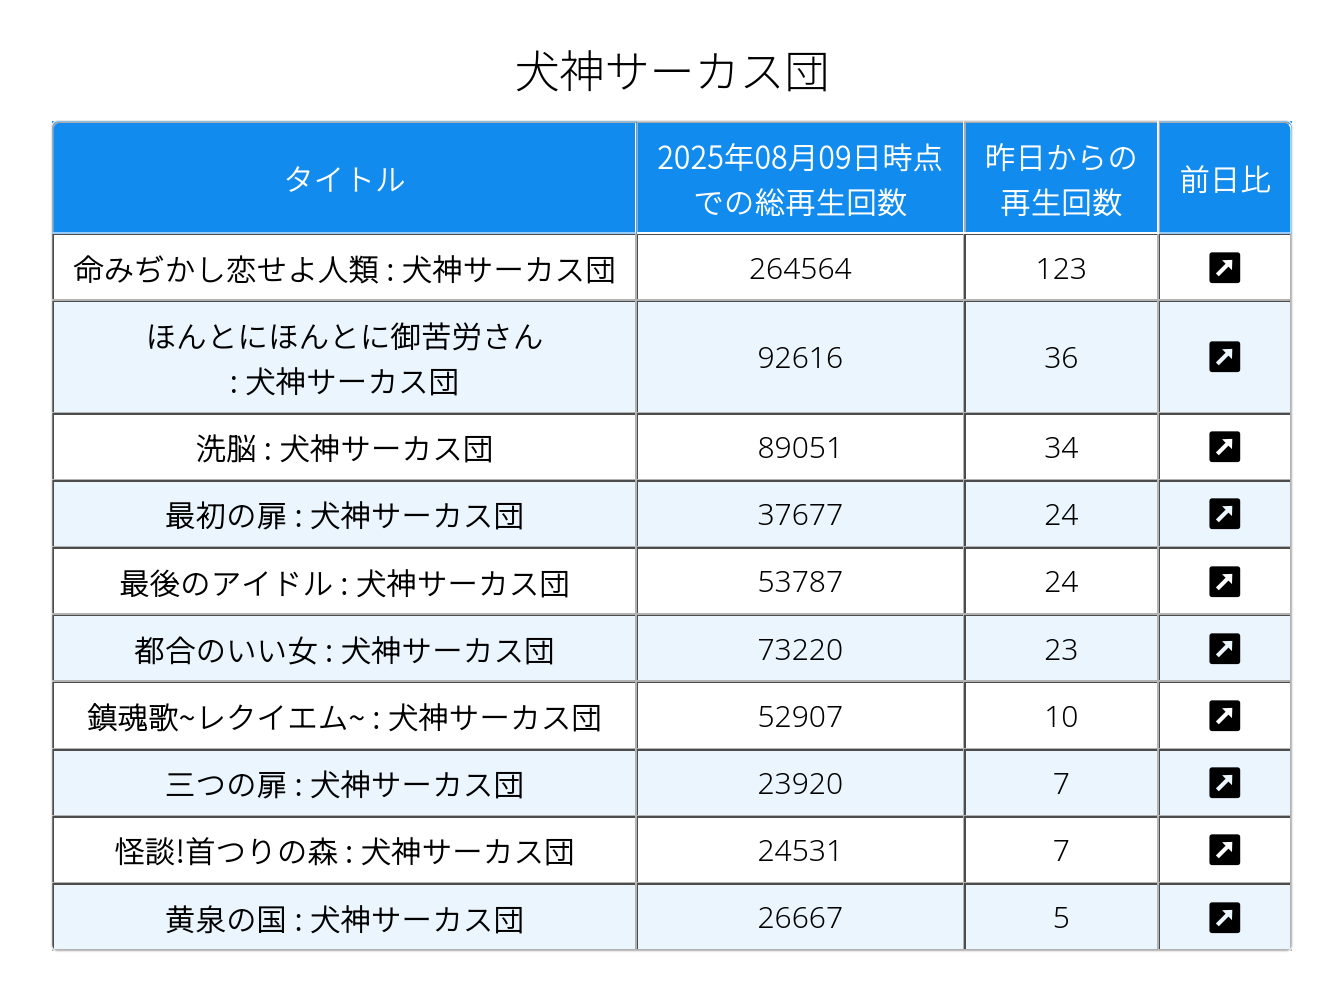 犬神サーカス団
タイトル
2025年08月09日時点
での総再生回数
昨日からの
再生回数
前日比
命みぢかし恋せよ人類 : 犬神サーカス団 264564 123
ほんとにほんとに御苦労さん
: 犬神サーカス団 92616 36
洗脳 : 犬神サーカス団 89051 34
最初の扉 : 犬神サーカス団 37677 24
最後のアイドル : 犬神サーカス団 53787 24
都合のいい女 : 犬神サーカス団 73220 23
鎮魂歌~レクイエム~ : 犬神サーカス団 52907 10
三つの扉 : 犬神サーカス団 23920 7
怪談!首つりの森 : 犬神サーカス団 24531 7
黄泉の国 : 犬神サーカス団 26667 5